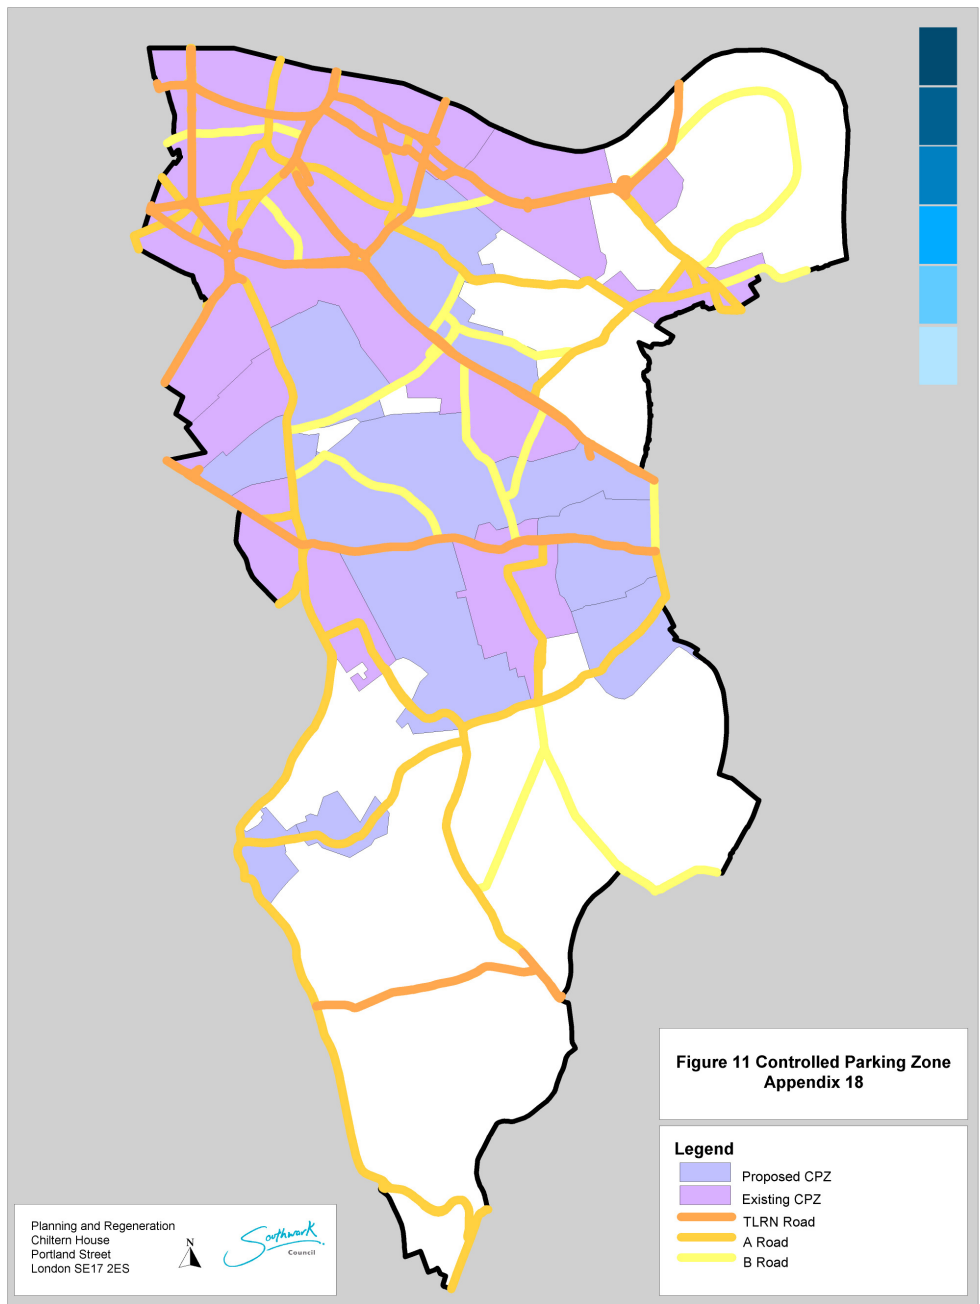 Figure 11 Controlled Parking Zone
Appendix 18
Legend
Proposed CPZ
Existing CPZ
TLRN Road
A Road
B Road
Planning and Regeneration
Chiltern House
Portland Street
London SE17 2ES
N
Southwark
Council